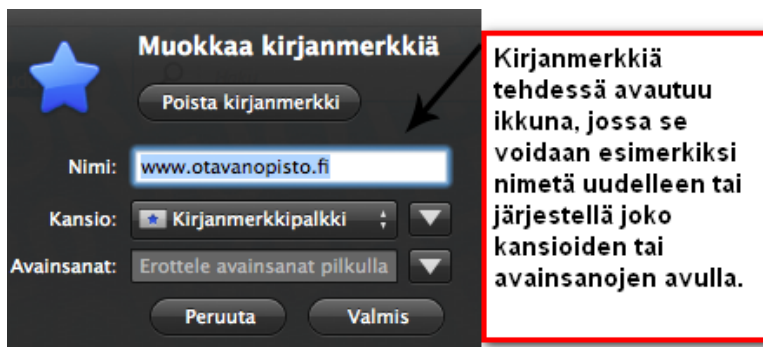 Muokkaa kirjanmerkkiä
Poista kirjanmerkki
Nimi: www.otavanopisto.fi
Kansio: Kirjanmerkkipalkki
Avainsanat: Erottele avainsanat pilkulla
Peruuta Valmis
Kirjanmerkkiä
tehdessä avautuu
ikkuna, jossa se
voidaan esimerkiksi
nimetä uudelleen tai
järjestellä joko
kansioiden tai
avainsanojen avulla.